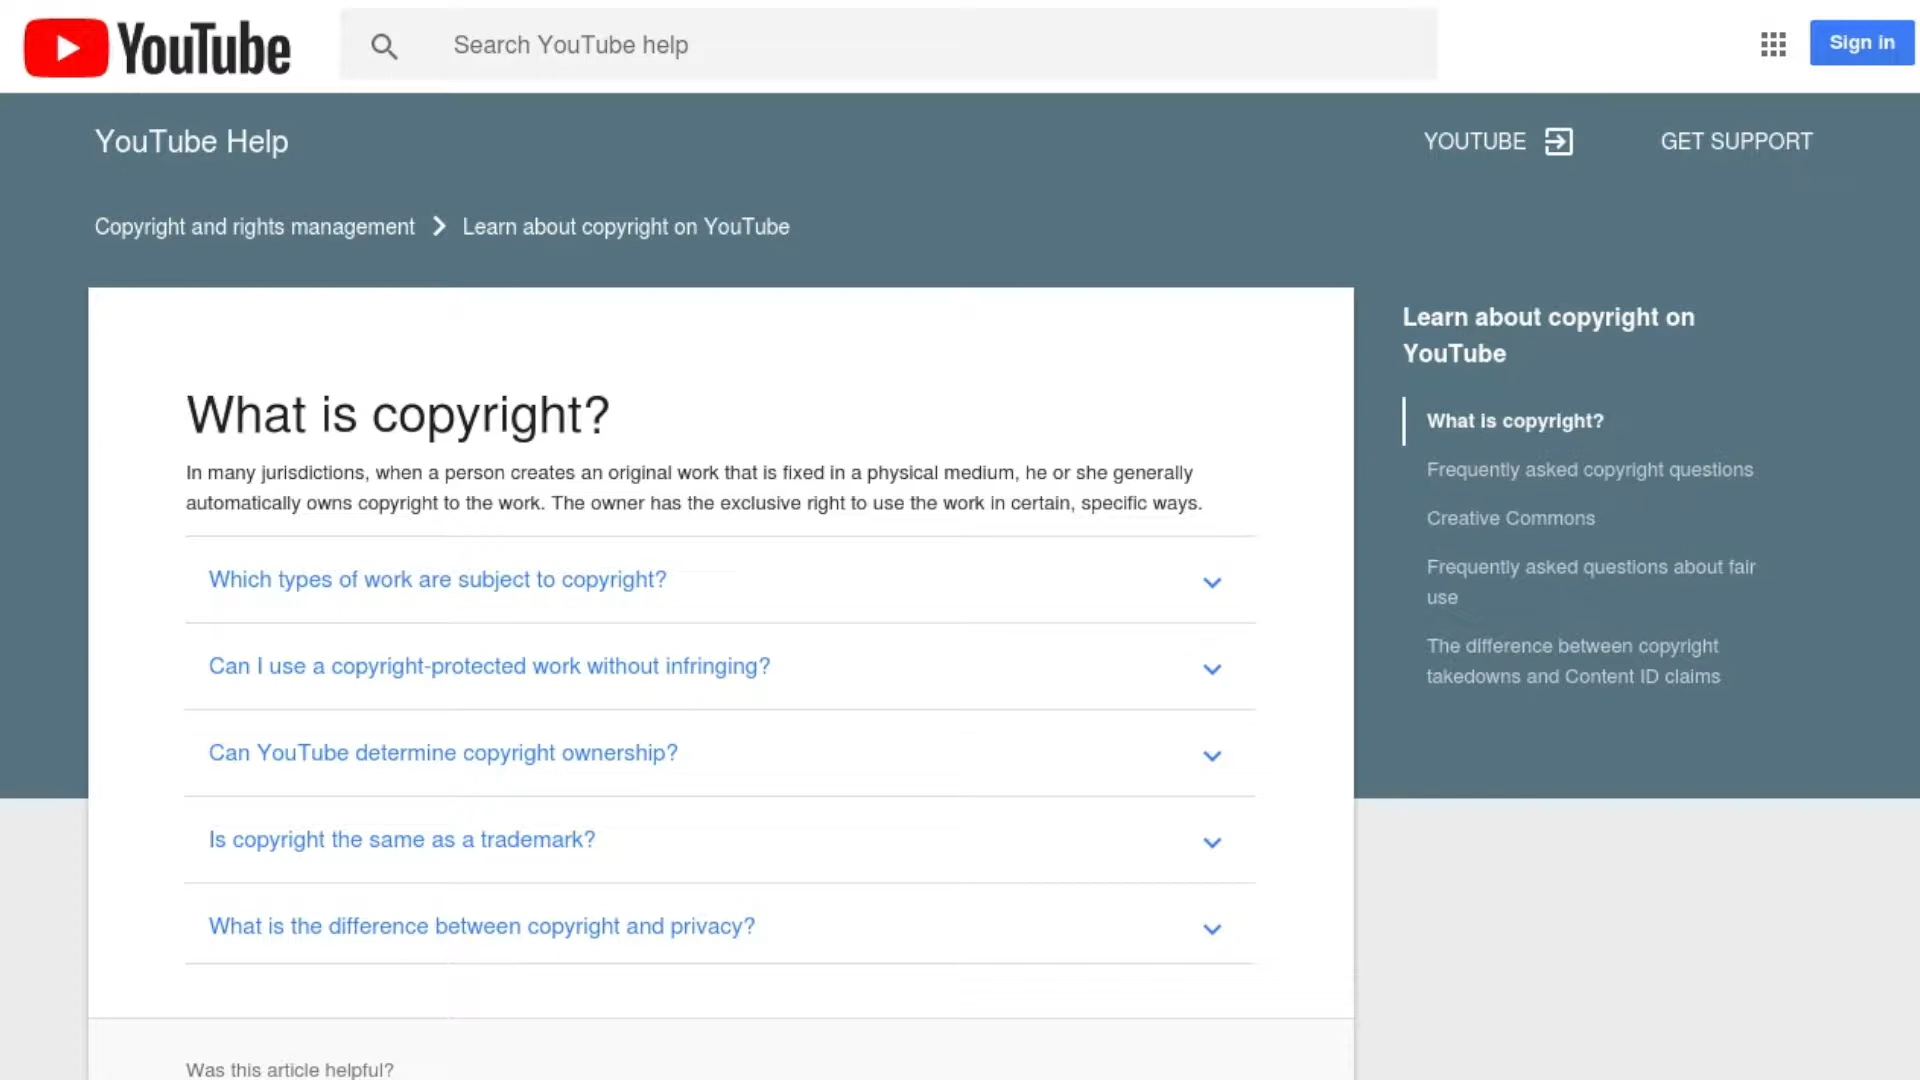 YouTube
Search YouTube help
Sign in
YouTube Help
YOUTUBE
GET SUPPORT
Copyright and rights management
Learn about copyright on YouTube
What is copyright?
In many jurisdictions, when a person creates an original work that is fixed in a physical medium, he or she generally
automatically owns copyright to the work. The owner has the exclusive right to use the work in certain, specific ways.
Which types of work are subject to copyright?
Can I use a copyright-protected work without infringing?
Can YouTube determine copyright ownership?
Is copyright the same as a trademark?
What is the difference between copyright and privacy?
Was this article helpful?
Learn about copyright on
YouTube
What is copyright?
Frequently asked copyright questions
Creative Commons
Frequently asked questions about fair
use
The difference between copyright
takedowns and Content ID claims